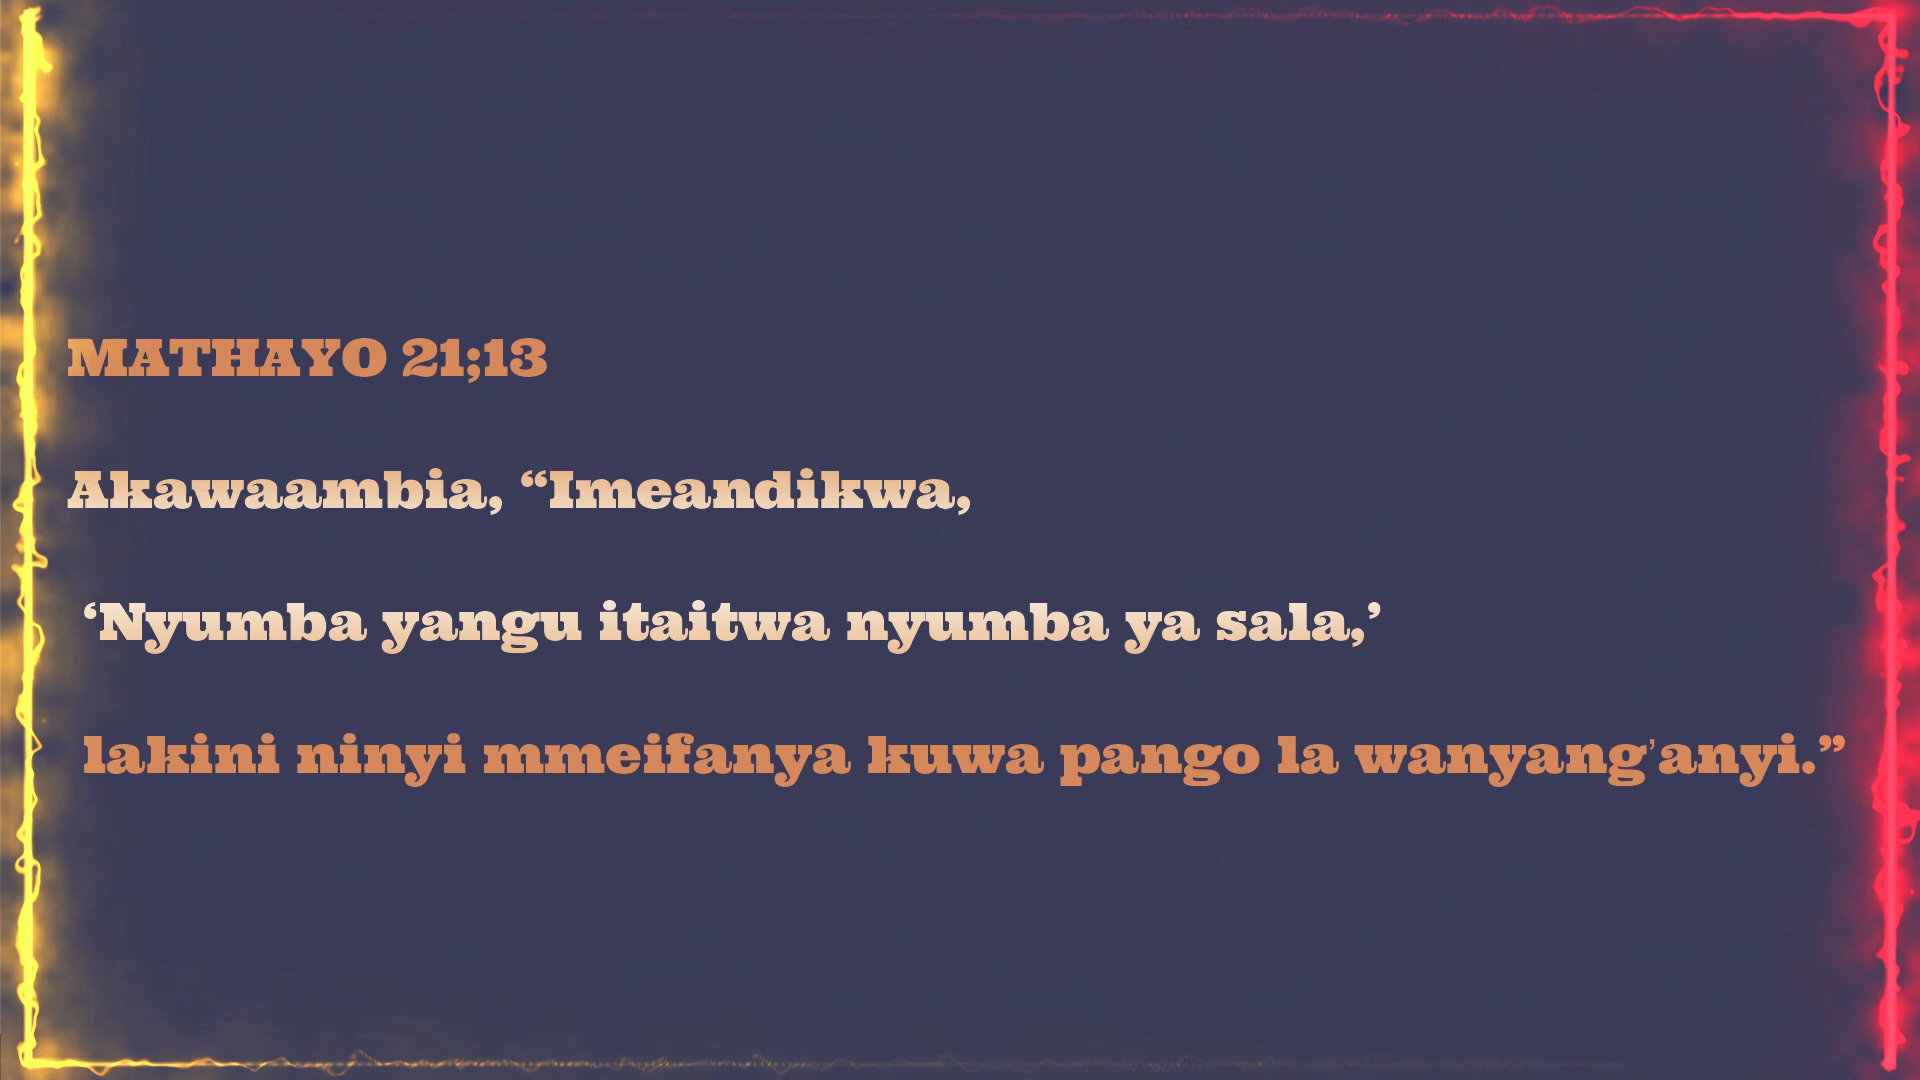 MATHAYO 21;13
Akawaambia, “Imeandikwa,
‘Nyumba yangu itaitwa nyumba ya sala,’
lakini ninyi mmeifanya kuwa pango la wanyang’anyi.”